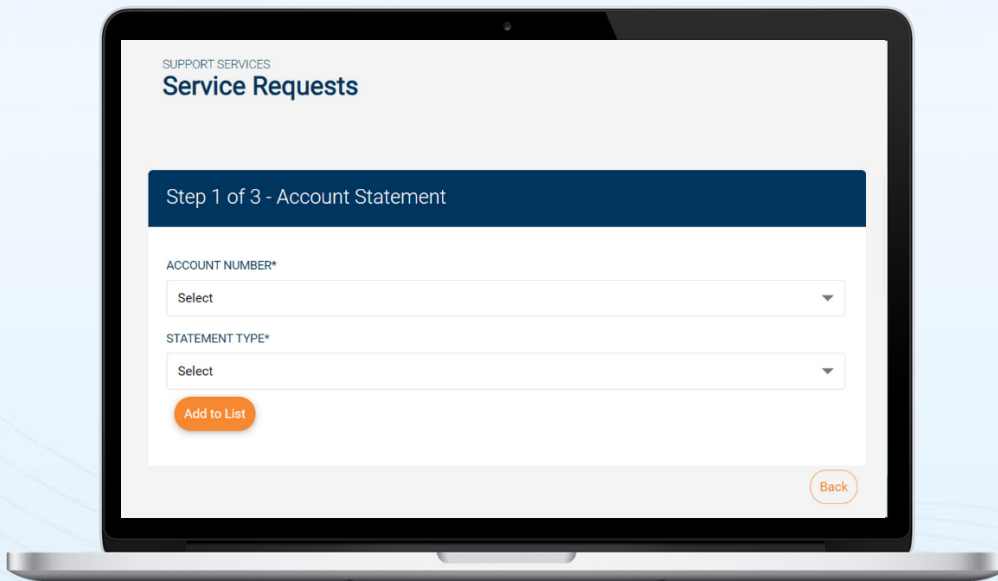 SUPPORT SERVICES
Service Requests
Step 1 of 3 - Account Statement
ACCOUNT NUMBER*
Select
STATEMENT TYPE*
Select
Add to List
Back